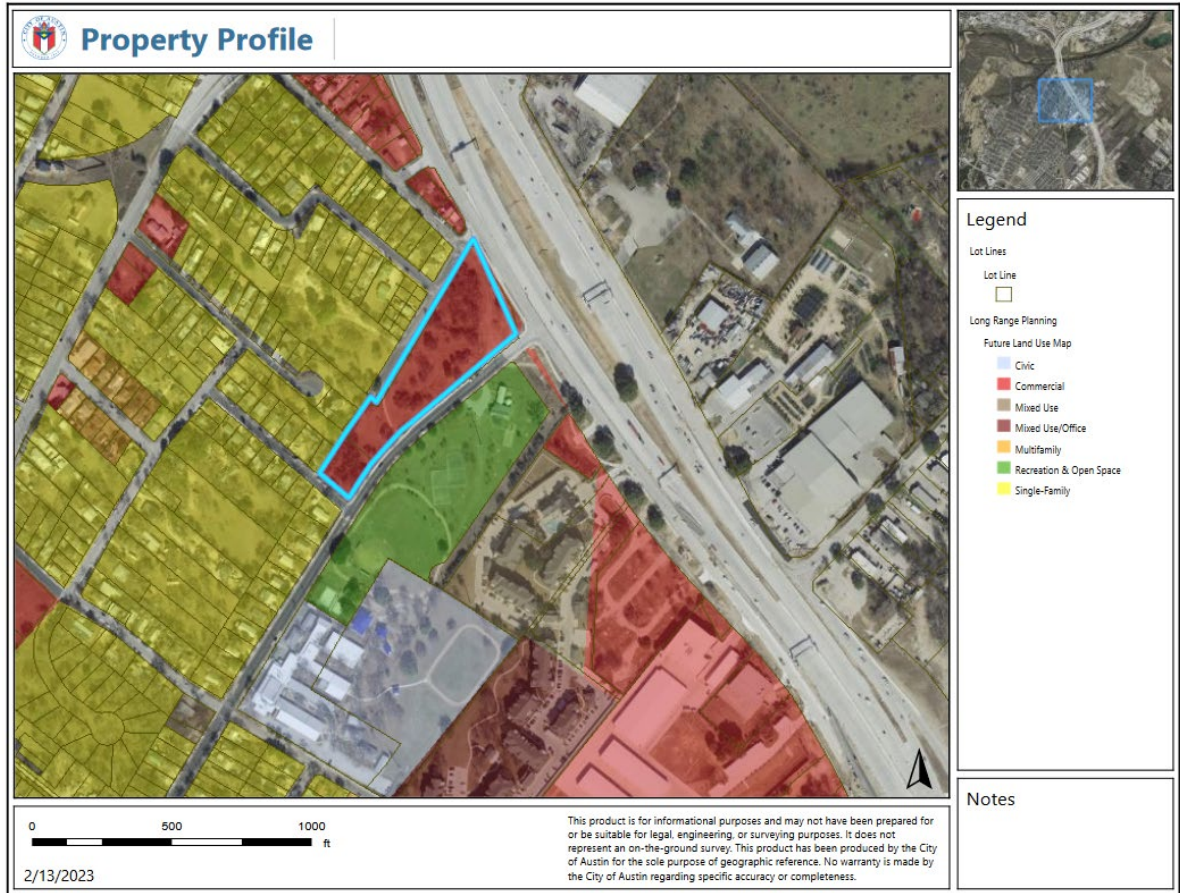 Property Profile
Legend
Lot Lines
Lot Line
Long Range Planning
Future Land Use Map
Civic
Commercial
Mixed Use
Mixed Use/Office
Multifamily
Recreation & Open Space
Single-Family
Notes
0 500 1000
ft
2/13/2023
This product is for informational purposes and may not have been prepared for
or be suitable for legal, engineering, or surveying purposes. It does not
represent an on-the-ground survey. This product has been produced by the City
of Austin for the sole purpose of geographic reference. No warranty is made by
the City of Austin regarding specific accuracy or completeness.